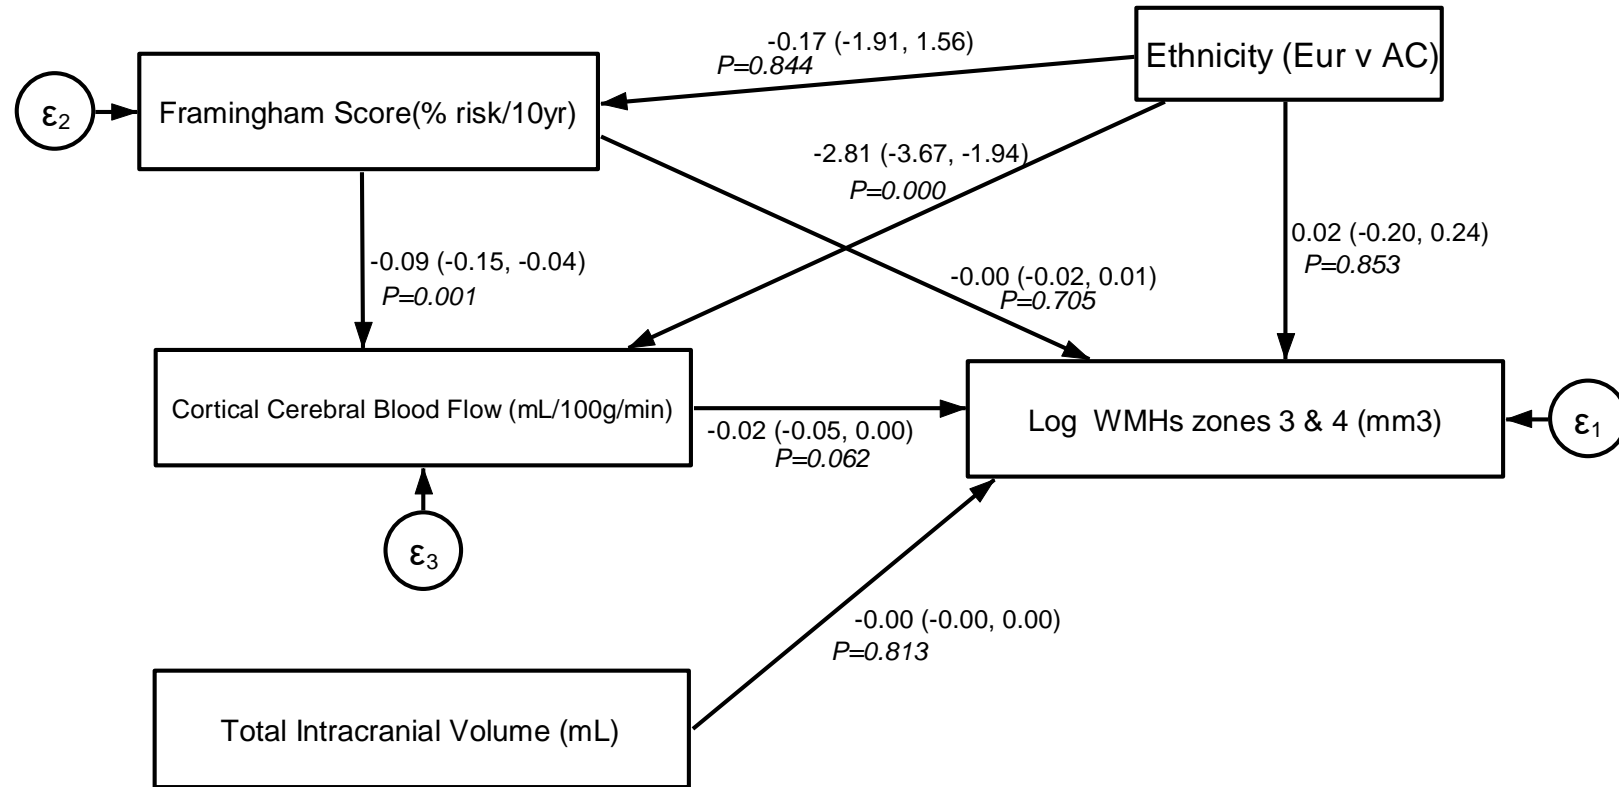 -0.17 (-1.91, 1.56)
P=0.844
Ethnicity (Eur v AC)
ε2
Framingham Score(% risk/10yr)
-2.81 (-3.67, -1.94)
P=0.000
0.02 (-0.20, 0.24)
P=0.853
-0.09 (-0.15, -0.04)
P=0.001
-0.00 (-0.02, 0.01)
P=0.705
Cortical Cerebral Blood Flow (mL/100g/min)
-0.02 (-0.05, 0.00)
P=0.062
Log  WMHs zones 3 & 4 (mm3)
ε1
ε3
-0.00 (-0.00, 0.00)
P=0.813
Total Intracranial Volume (mL)